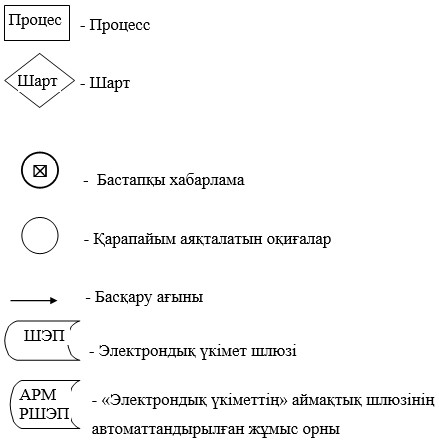 Процес - Процесс
Шарт - Шарт
- Бастапқы хабарлама
- Қарапайым аяқталатын оқиғалар
- Басқару ағыны
ШЭП
- Электрондық үкімет шлюзі
АРМ - «Электрондық үкіметтің» аймақтық шлюзінің
РШЭП автоматтандырылған жұмыс орны